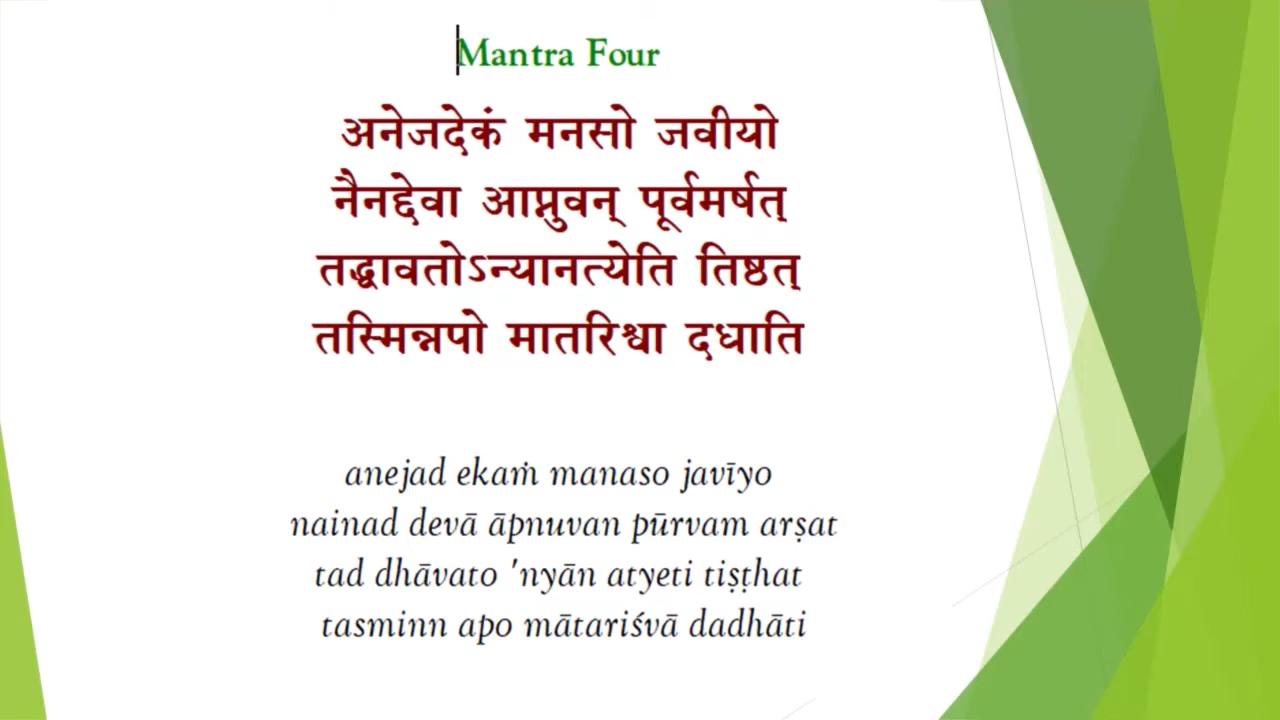 Mantra Four
अनेजदेकं मनसो जवीयो
नैनद्देवा आप्नुवन् पूर्वमर्षत्
तद्धावतोऽन्यानत्येति तिष्ठत्
तस्मिन्नपो मातरिश्वा दधाति
anejad ekaṁ manaso javīyo
nainad devā āpnuvan pūrvam arṣat
tad dhāvato 'nyān atyeti tiṣṭhat
tasminn apo mātariśvā dadhāti